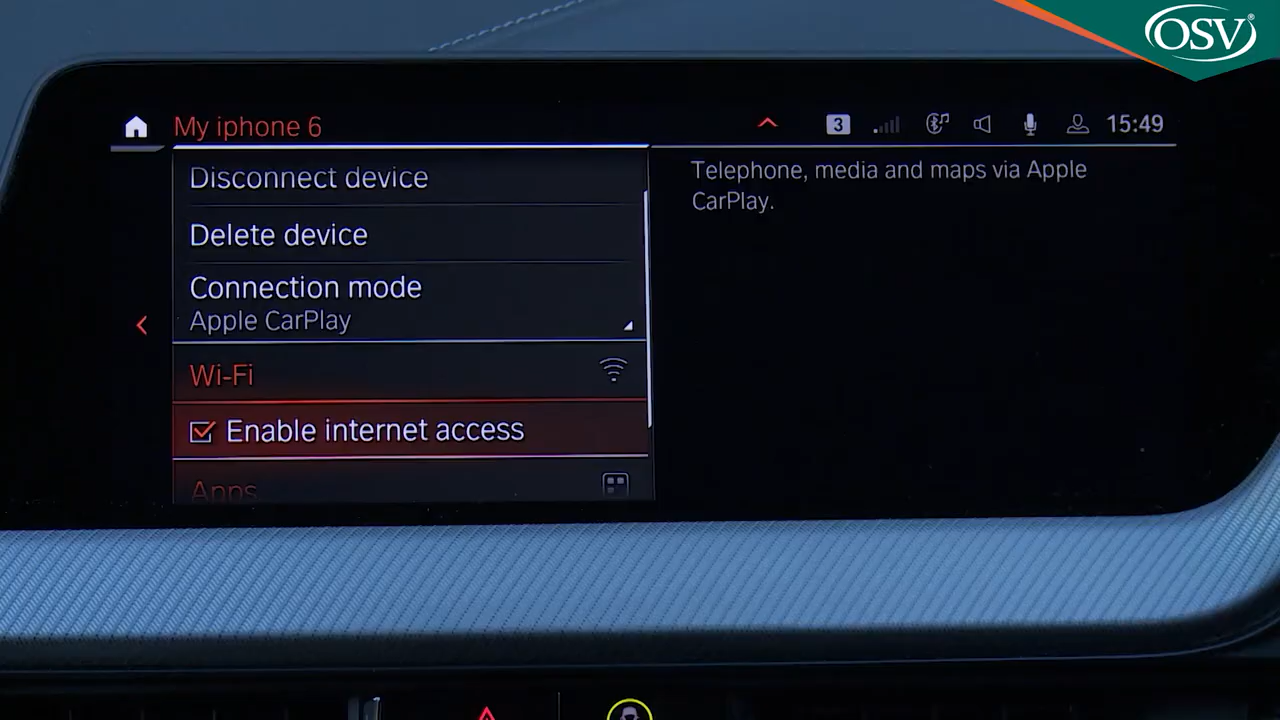 OSV®
My iphone 6
3
15:49
Disconnect device
Delete device
Connection mode
Apple CarPlay
Wi-Fi
Enable internet access
Apps
Telephone, media and maps via Apple
CarPlay.